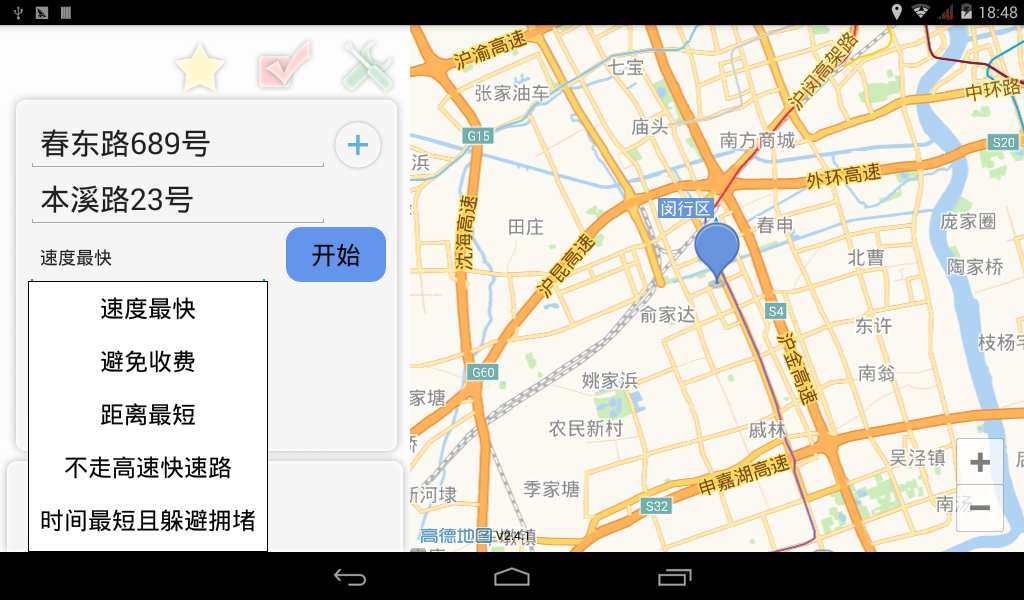 18:48
春东路689号
本溪路23号
速度最快
开始
速度最快
避免收费
距离最短
不走高速快速路
时间最短且躲避拥堵
沪渝高速
七宝
沪闵高架路
张家油车
中环路
G15
庙头
南方商城
S20
浜
外环高速
闵行区
沈海高速
田庄
春申
庞家圈
沪昆高速
北曹
陶家桥
俞家达
S4
东许
沪金高速
枝杨宅
G60
姚家浜
南翁
家塘
农民新村
戚林
吴泾镇
申嘉湖高速
季家塘
新河埭
S32
南汤
高德地图 V2.4.1
镇